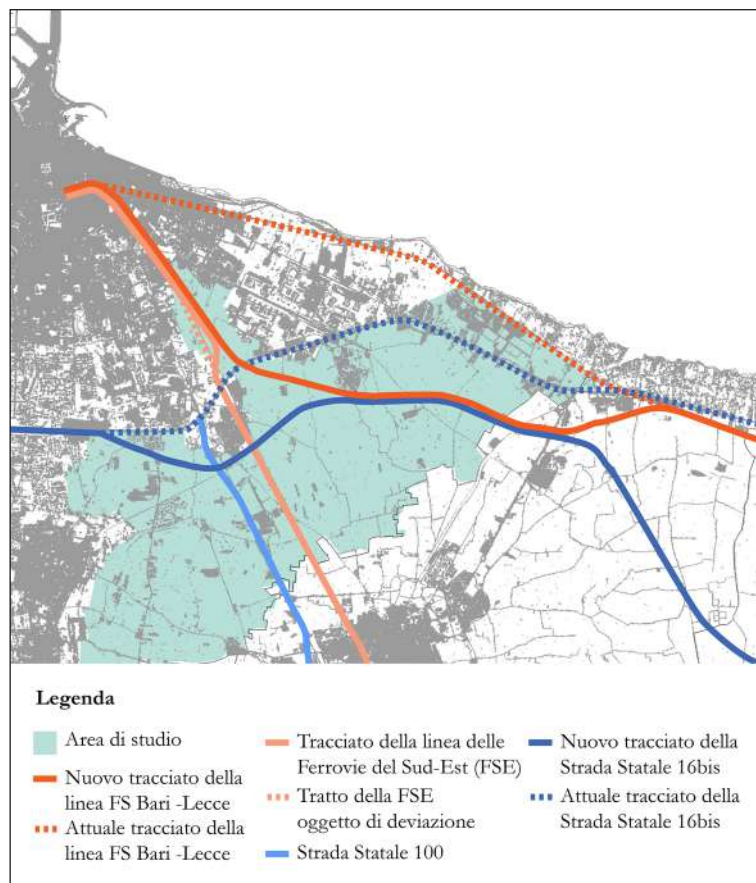 Legenda
Area di studio
Nuovo tracciato della
linea FS Bari -Lecce
Attuale tracciato della
linea FS Bari -Lecce
Tracciato della linea delle
Ferrovie del Sud-Est (FSE)
Tratto della FSE
oggetto di deviazione
Strada Statale 100
Nuovo tracciato della
Strada Statale 16bis
Attuale tracciato della
Strada Statale 16bis